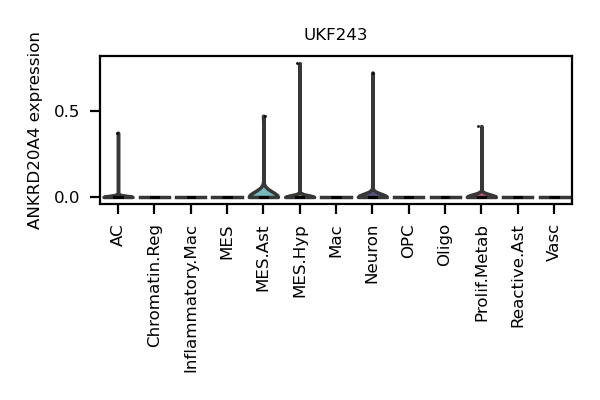 UKF243
ANKRD20A4 expression
0.5
0.0
AC
Chromatin.Reg
Inflammatory.Mac
MES
MES.Ast
MES.Hyp
Mac
Neuron
OPC
Oligo
Prolif.Metab
Reactive.Ast
Vasc